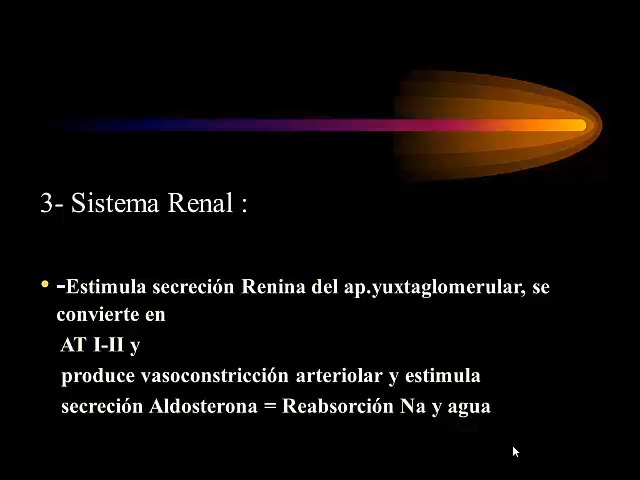 3- Sistema Renal :
• -Estimula secreción Renina del ap.yuxtaglomerular, se
convierte en
AT I-II y
produce vasoconstricción arteriolar y estimula
secreción Aldosterona = Reabsorción Na y agua